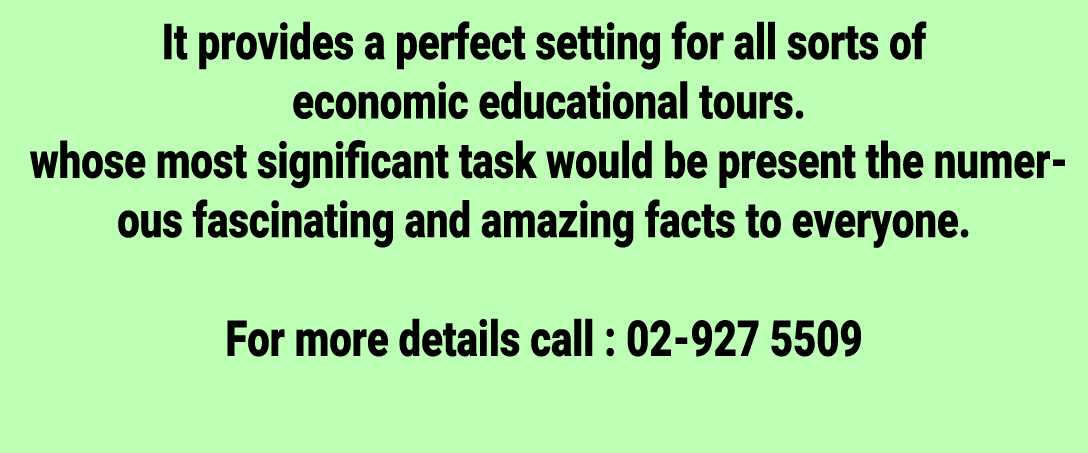 It provides a perfect setting for all sorts of
economic educational tours.
whose most significant task would be present the numer-
ous fascinating and amazing facts to everyone.
For more details call : 02-927 5509